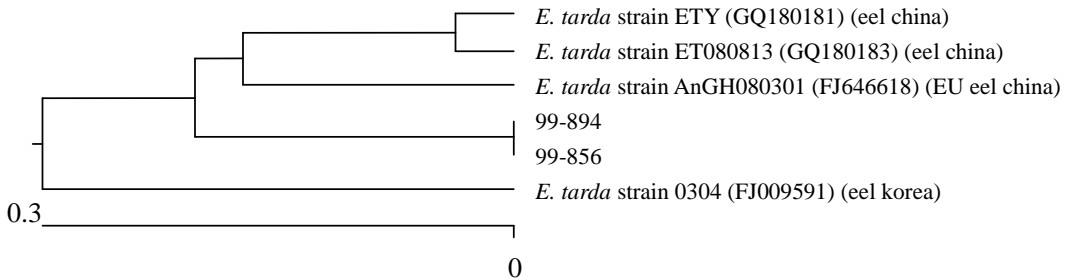 E. tarda strain ETY (GQ180181) (eel china)
E. tarda strain ET080813 (GQ180183) (eel china)
E. tarda strain AnGH080301 (FJ646618) (EU eel china)
99-894
99-856
E. tarda strain 0304 (FJ009591) (eel korea)
0.3
0